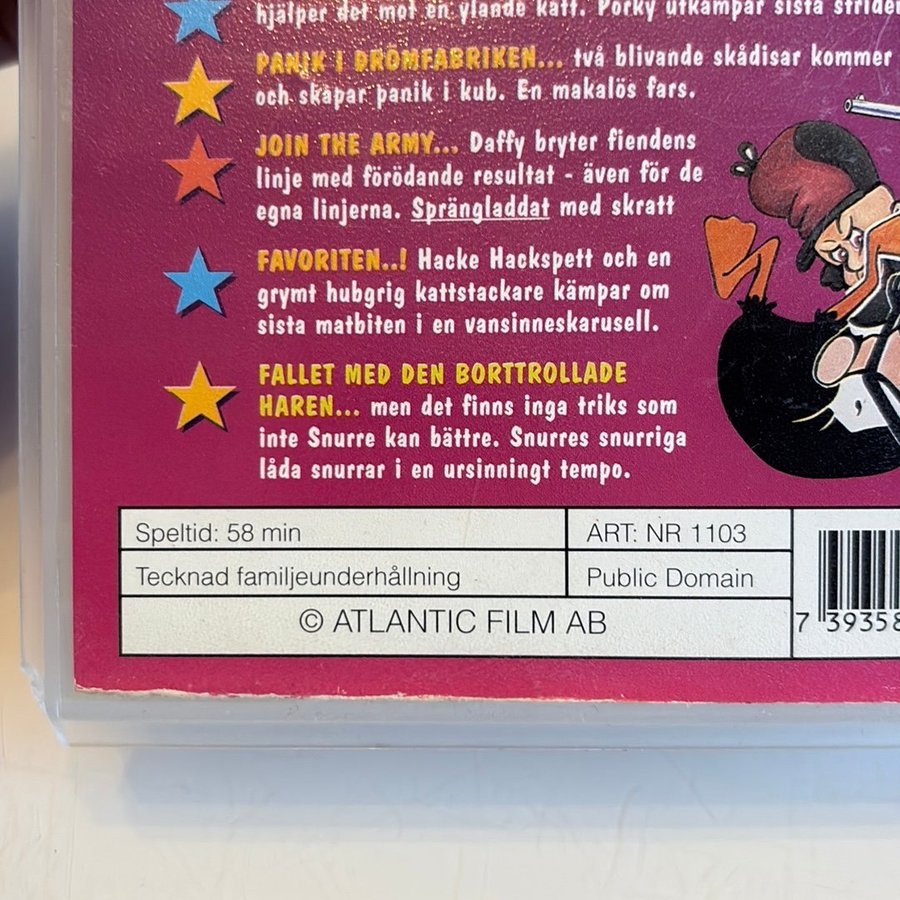 hjälper det mot en ylande katt. Porky utkämpar sista striden
PANIK I DRÖMFABRIKEN... två blivande skådisar kommer
och skapar panik i kub. En makalös fars.
JOIN THE ARMY... Daffy bryter fiendens
linje med förödande resultat - även för de
egna linjerna. Sprängladdat med skratt
FAVORITEN..! Hacke Hackspett och en
grymt hubgrig kattstackare kämpar om
sista matbiten i en vansinneskarusell.
FALLET MED DEN BORTTROLLADE
HAREN... men det finns inga triks som
inte Snurre kan bättre. Snurres snurriga
låda snurrar i en ursinningt tempo.
Speltid: 58 min
ART: NR 1103
Tecknad familjeunderhållning
Public Domain
© ATLANTIC FILM AB
7 39358